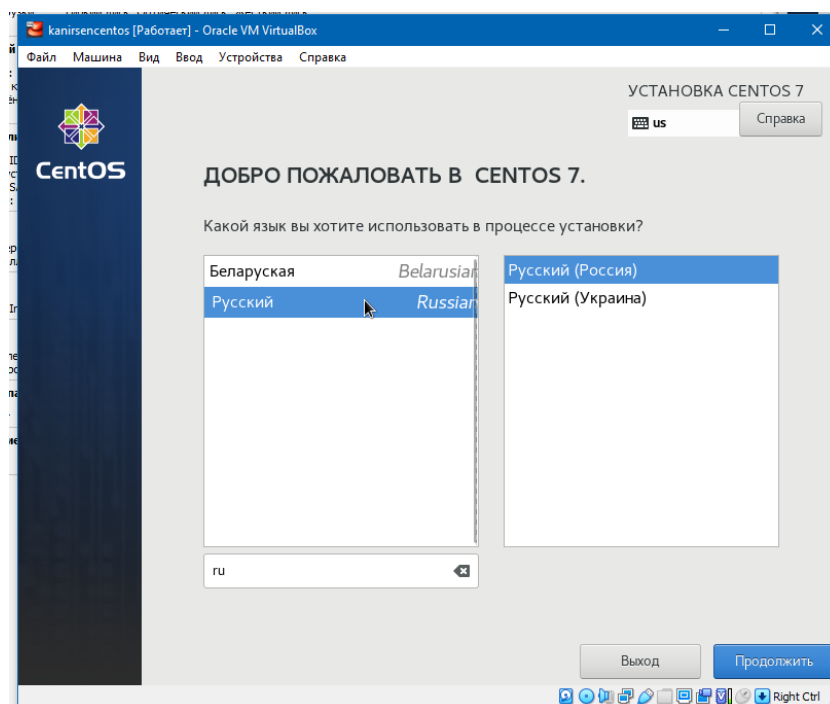 kanirsencentos [Работает] - Oracle VM VirtualBox
Файл Машина Вид Ввод Устройства Справка
УСТАНОВКА CENTOS 7
us
Справка
CentOS
ДОБРО ПОЖАЛОВАТЬ В CENTOS 7.
Какой язык вы хотите использовать в процессе установки?
Беларуская Belarusian
Русский Russian
Русский (Россия)
Русский (Украина)
ru
Выход
Продолжить
Right Ctrl